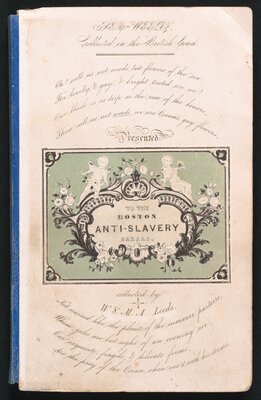 SEA-WEEDS,
Collected on the British Coast.
Oh! call us not weeds, but flowers of the sea
For lovely & gay & bright tinted are we!
Our blush is as deep as the rose of thy bowers
Then call us not weeds we are Ocean's gay flowers.
Presented
TO THE
BOSTON
ANTI-SLAVERY
BAZAAR;
collected by
W & M. A. Leeds.
Not nursed like the plants of the summer parterre,
Whose gales are but sighs of an evening air;
Our exquisite, fragile & delicate forms,
Are the prey of the Ocean, when vex'd with his storms.